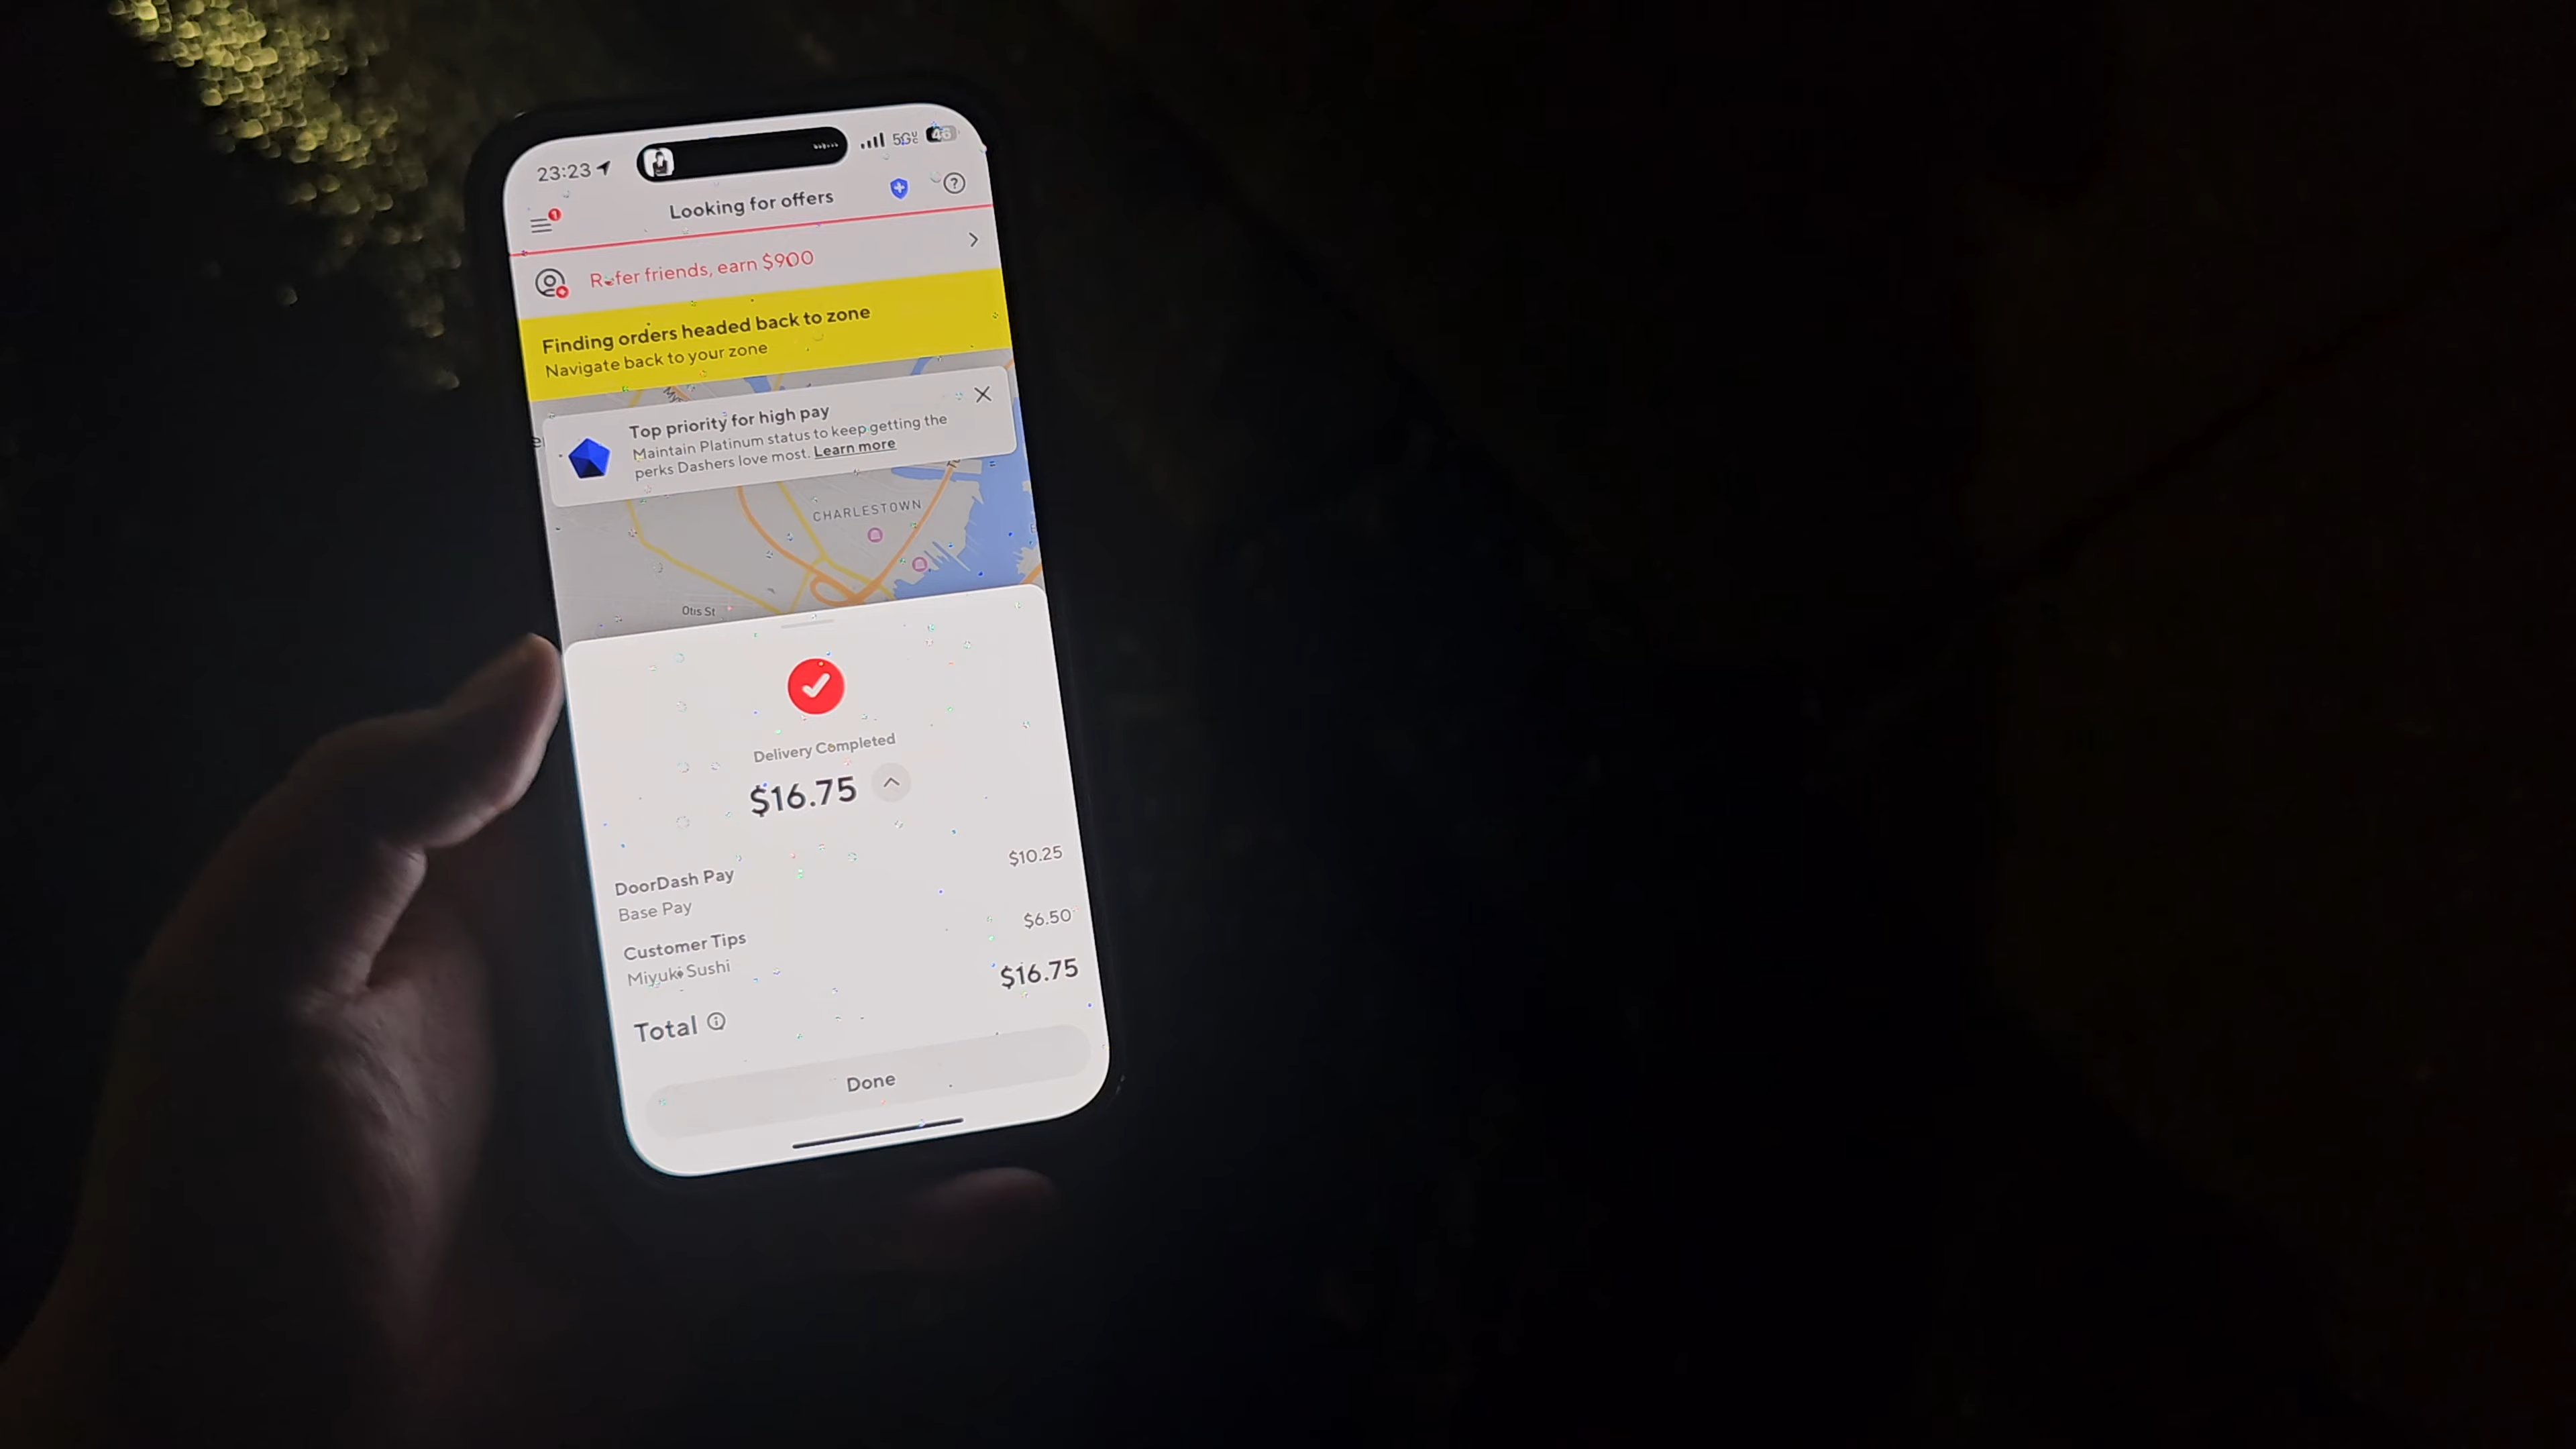 23:23
5G
46
1
Looking for offers
Refer friends, earn $900
Finding orders headed back to zone
Navigate back to your zone
Top priority for high pay
Maintain Platinum status to keep getting the
perks Dashers love most. Learn more
CHARLESTOWN
Otis St
Delivery Completed
$16.75
DoorDash Pay
$10.25
Base Pay
Customer Tips
$6.50
Miyuki Sushi
Total
$16.75
Done